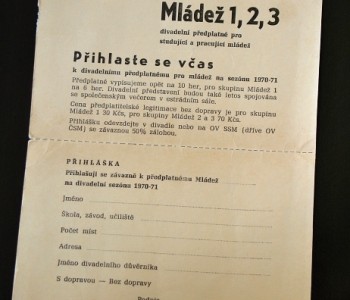 Mládež 1, 2, 3
divadelní předplatné pro
studující a pracující mládež
Přihlaste se včas
k divadelnímu předplatnému pro mládež na sezónu 1970-71
Předplatné vypisujeme opět na 10 her, pro skupinu Mládež 1
na 6 her. Divadelní představení budou také letos spojována
se společenským večerem v ostrádním sále.
Cena předplatitelské legitimace bez dopravy je pro skupinu
Mládež 1 30 Kčs, pro skupiny Mládež 2 a 3 70 Kčs.
Přihlášku odevzdejte v divadle nebo na OV SSM (dříve OV
ČSM) se závaznou 50% zálohou.
PŘIHLÁŠKA
Přihlašuji se závazně k předplatnému Mládež
na divadelní sezónu 1970-71
Jméno
Škola, závod, učiliště
Počet míst
Adresa
Jméno divadelního důvěrníka
S dopravou — Bez dopravy